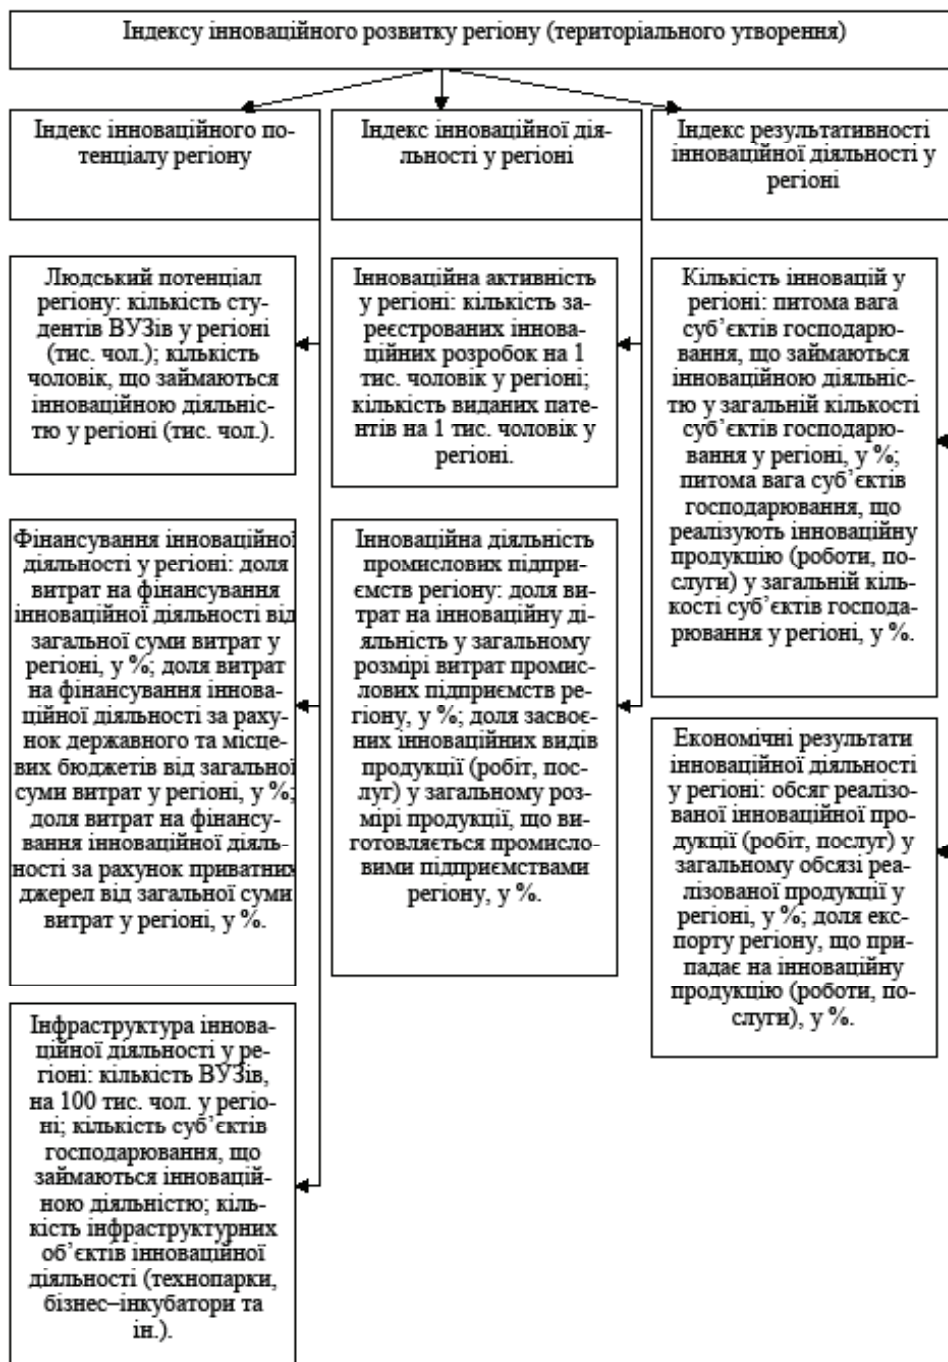 Індексу інноваційного розвитку регіону (територіального утворення)
Індекс інноваційного по-
тенціалу регіону
Індекс інноваційної дія-
льності у регіоні
Індекс результативності
інноваційної діяльності у
регіоні
Людський потенціал
регіону: кількість сту-
дентів ВУЗів у регіоні
(тис. чол.); кількість
чоловік, що займаються
інноваційною діяльніс-
тю у регіоні (тис. чол.).
Інноваційна активність
у регіоні: кількість за-
реєстрованих іннова-
ційних розробок на 1
тис. чоловік у регіоні;
кількість виданих пате-
нтів на 1 тис. чоловік у
регіоні.
Кількість інновацій у
регіоні: питома вага
суб’єктів господарю-
вання, що займаються
інноваційною діяльніс-
тю у загальній кількості
суб’єктів господарю-
вання у регіоні, у %;
питома вага суб’єктів
господарювання, що
реалізують інноваційну
продукцію (роботи, по-
слуги) у загальній кіль-
кості суб’єктів господа-
рювання у регіоні, у %.
Фінансування інноваційної
діяльності у регіоні: доля
витрат на фінансування
інноваційної діяльності від
загальної суми витрат у
регіоні, у %; доля витрат
на фінансування іннова-
ційної діяльності за раху-
нок державного та місце-
вих бюджетів від загальної
суми витрат у регіоні, у %;
доля витрат на фінансу-
вання інноваційної діяль-
ності за рахунок приватних
джерел від загальної суми
витрат у регіоні, у %.
Інноваційна діяльність
промислових підприє-
мств регіону: доля ви-
трат на інноваційну ді-
яльність у загальному
розмірі витрат промис-
лових підприємств ре-
гіону, у %; доля засвоє-
них інноваційних видів
продукції (робіт, пос-
луг) у загальному роз-
мірі продукції, що ви-
готовляється промисло-
вими підприємствами
регіону, у %.
Економічні результати
інноваційної діяльності
у регіоні: обсяг реалізо-
ваної інноваційної про-
дукції (робіт, послуг) у
загальному обсязі реа-
лізованої продукції у
регіоні, у %; доля екс-
порту регіону, що при-
падає на інноваційну
продукцію (роботи, по-
слуги), у %.
Інфраструктура іннова-
ційної діяльності у ре-
гіоні: кількість ВУЗів,
на 100 тис. чол. у регіо-
ні; кількість суб’єктів
господарювання, що
займаються інновацій-
ною діяльністю; кіль-
кість інфраструктурних
об’єктів інноваційної
діяльності (технопарки,
бізнес–інкубатори та
ін.).